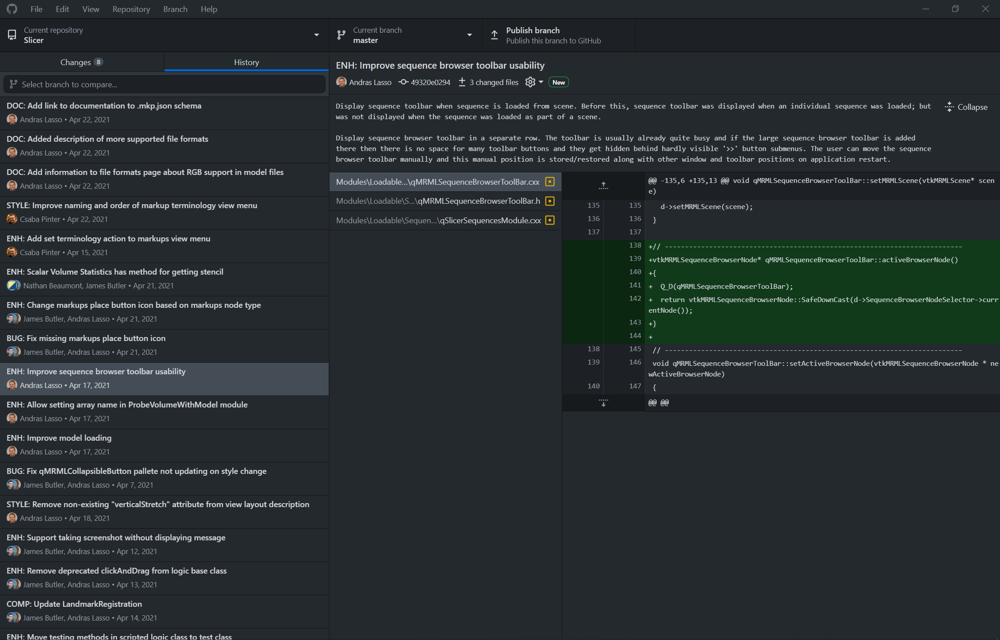 File Edit View Repository Branch Help
Current repository
Slicer
Current branch
master
Publish branch
Publish this branch to GitHub
Changes 8
History
Select branch to compare...
DOC: Add link to documentation to .mkp.json schema
Andras Lasso • Apr 22, 2021
DOC: Added description of more supported file formats
Andras Lasso • Apr 22, 2021
DOC: Add information to file formats page about RGB support in model files
Andras Lasso • Apr 22, 2021
STYLE: Improve naming and order of markup terminology view menu
Csaba Pinter • Apr 22, 2021
ENH: Add set terminology action to markups view menu
Csaba Pinter • Apr 15, 2021
ENH: Scalar Volume Statistics has method for getting stencil
Nathan Beaumont, James Butler • Apr 21, 2021
ENH: Change markups place button icon based on markups node type
James Butler, Andras Lasso • Apr 21, 2021
BUG: Fix missing markups place button icon
James Butler, Andras Lasso • Apr 21, 2021
ENH: Improve sequence browser toolbar usability
Andras Lasso • Apr 17, 2021
ENH: Allow setting array name in ProbeVolumeWithModel module
Andras Lasso • Apr 17, 2021
ENH: Improve model loading
Andras Lasso • Apr 17, 2021
BUG: Fix qMRMLCollapsibleButton pallete not updating on style change
James Butler, Andras Lasso • Apr 7, 2021
STYLE: Remove non-existing "verticalStretch" attribute from view layout description
Andras Lasso • Apr 18, 2021
ENH: Support taking screenshot without displaying message
James Butler, Andras Lasso • Apr 12, 2021
ENH: Remove deprecated clickAndDrag from logic base class
James Butler, Andras Lasso • Apr 13, 2021
COMP: Update LandmarkRegistration
James Butler, Andras Lasso • Apr 14, 2021
ENH: Move testing methods in scripted logic class to test class
ENH: Improve sequence browser toolbar usability
Andras Lasso 49320e0294 3 changed files New
Display sequence toolbar when sequence is loaded from scene. Before this, sequence toolbar was displayed when an individual sequence was loaded; but
was not displayed when the sequence was loaded as part of a scene.
Collapse
Display sequence browser toolbar in a separate row. The toolbar is usually already quite busy and if the large sequence browser toolbar is added
there then there is no space for many toolbar buttons and they get hidden behind hardly visible '>>' button submenus. The user can move the sequence
browser toolbar manually and this manual position is stored/restored along with other window and toolbar positions on application restart.
Modules\Loadable...\qMRMLSequenceBrowserToolBar.cxx
Modules\Loadable\S...\qMRMLSequenceBrowserToolBar.h
Modules\Loadable\Sequen...\qSlicerSequencesModule.cxx
@@ -135,6 +135,13 @@ void qMRMLSequenceBrowserToolBar::setMRMLScene(vtkMRMLScene* scen
e)
135 135 d->setMRMLScene(scene);
136 136 }
137 137
138 +// --------------------------------------------------------------------------
139 +vtkMRMLSequenceBrowserNode* qMRMLSequenceBrowserToolBar::activeBrowserNode()
140 +{
141 + Q_D(qMRMLSequenceBrowserToolBar);
142 + return vtkMRMLSequenceBrowserNode::SafeDownCast(d->SequenceBrowserNodeSelector->curr
entNode());
143 +}
144 +
138 145 // --------------------------------------------------------------------------
139 146 void qMRMLSequenceBrowserToolBar::setActiveBrowserNode(vtkMRMLSequenceBrowserNode * ne
wActiveBrowserNode)
140 147 {
@@ @@